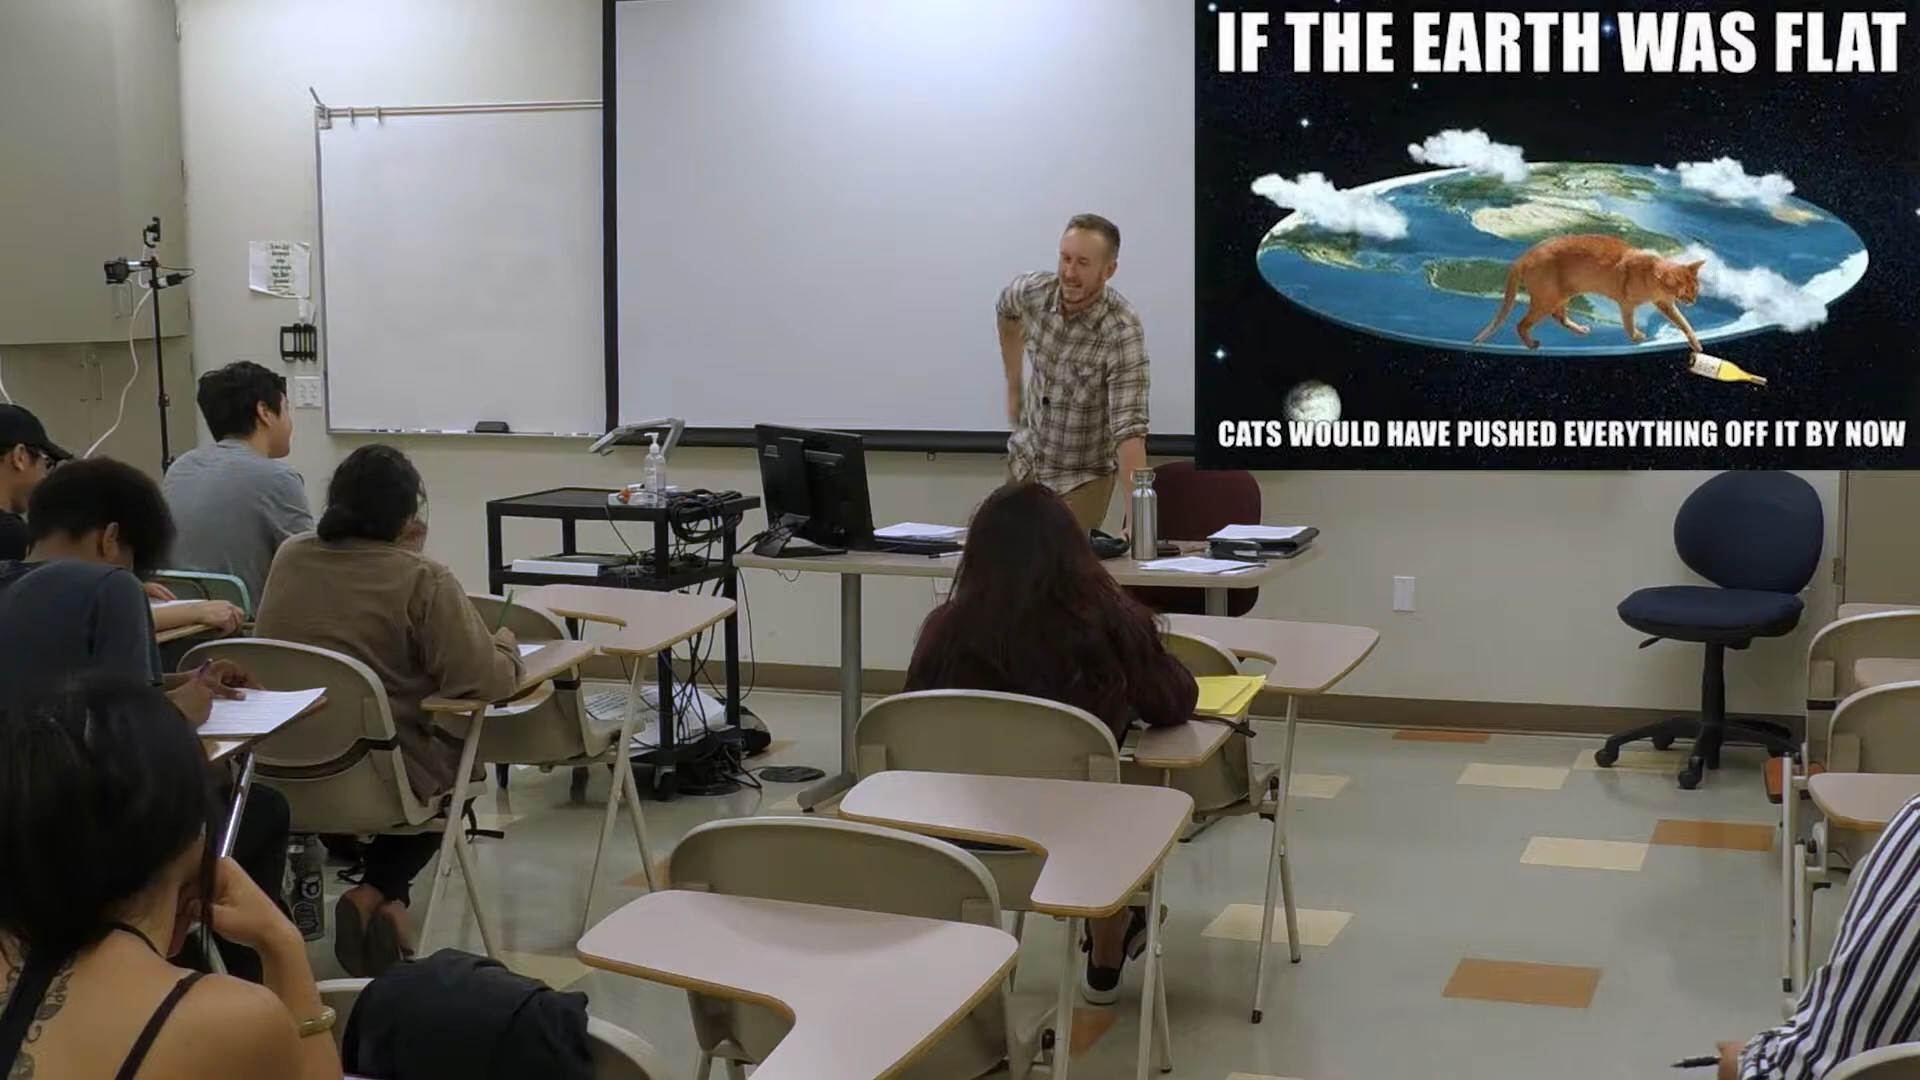 IF THE EARTH WAS FLAT
CATS WOULD HAVE PUSHED EVERYTHING OFF IT BY NOW